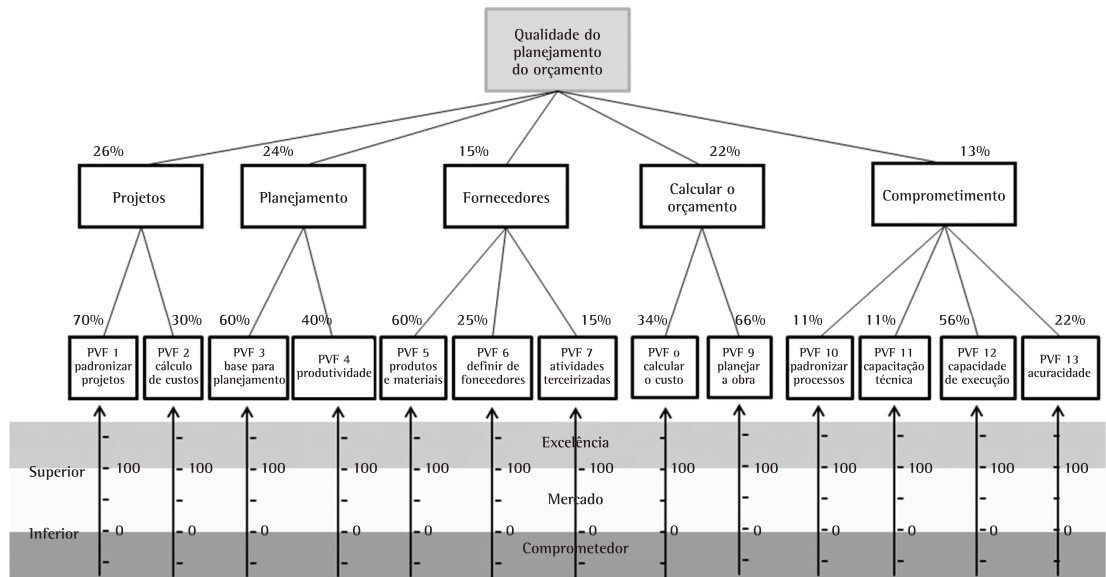 Qualidade do
planejamento
do orçamento
26%
24%
15%
22%
13%
Projetos
Planejamento
Fornecedores
Calcular o
orçamento
Comprometimento
70%
30%
60%
40%
60%
25%
15%
34%
66%
11%
11%
56%
22%
PVF 1
padronizar
projetos
PVF 2
cálculo
de custos
PVF 3
base para
planejamento
PVF 4
produtividade
PVF 5
produtos
e materiais
PVF 6
definir de
fonecedores
PVF 7
atividades
terceirizadas
PVF o
calcular
o custo
PVF 9
planejar
a obra
PVF 10
padronizar
processos
PVF 11
capacitação
técnica
PVF 12
capacidade
de execução
PVF 13
acuracidade
Excelência
Superior 100 100 100 100 100 100 100 100 100 100 100 100 100
Mercado
Inferior 0 0 0 0 0 0 0 0 0 0 0 0 0
Comprometedor